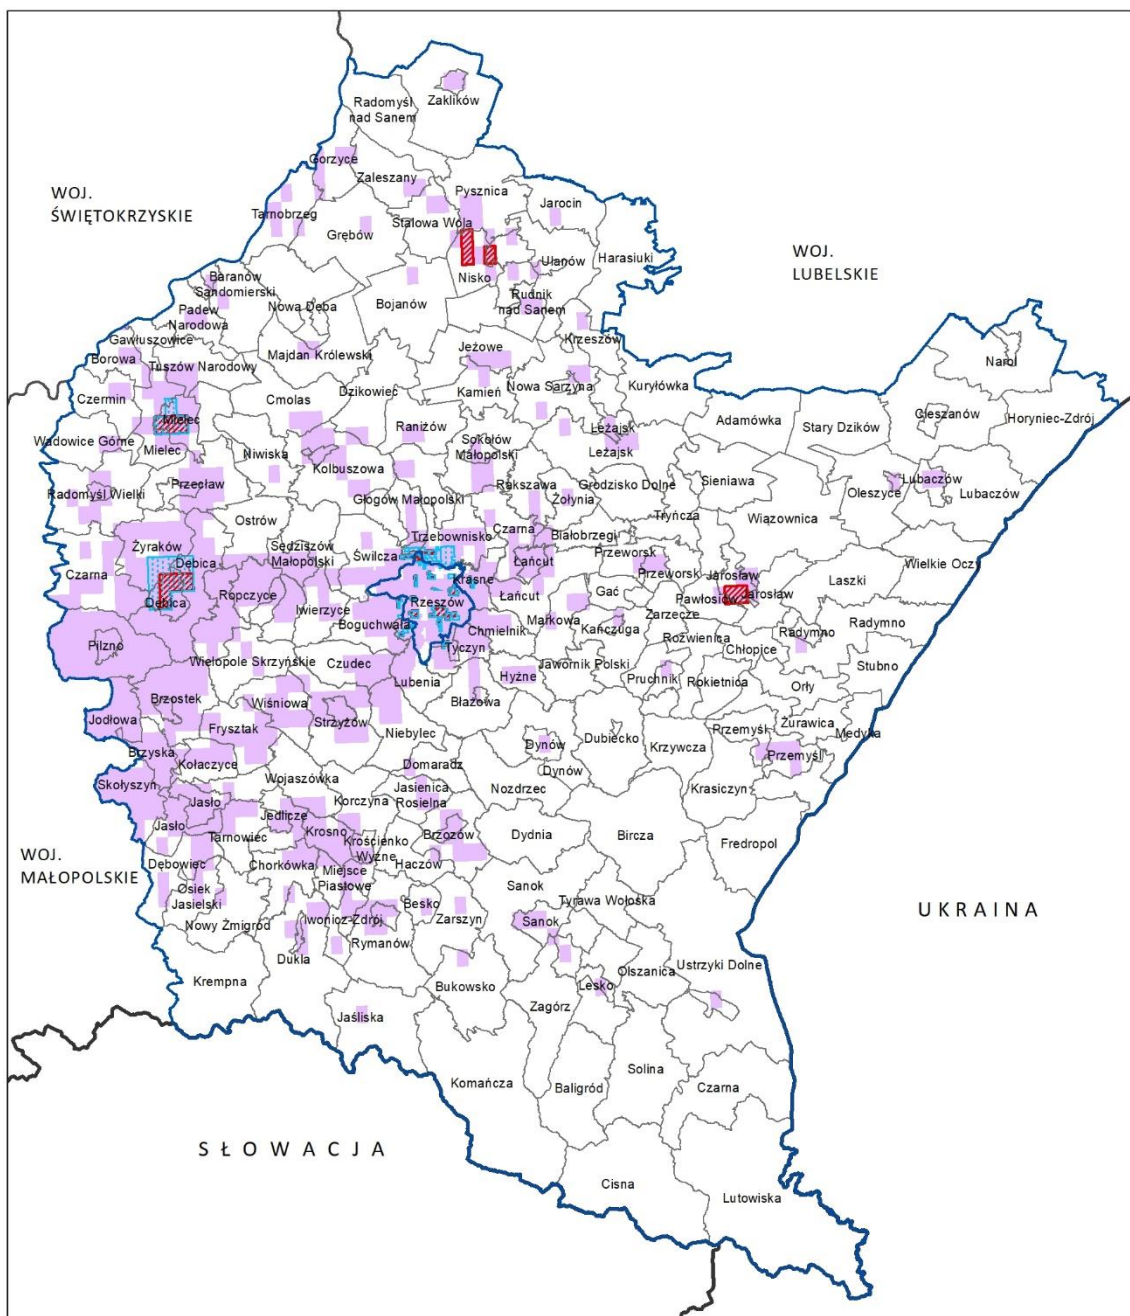 Radomyśl
nad Sanem
Zaklików
Gorzyce
Zaleszany
WOJ.
ŚWIĘTOKRZYSKIE
Pysznica
Jarocin
Tarnobrzeg
Stalowa Wola
Grębów
WOJ.
LUBELSKIE
Ulanów
Harasiuki
Nisko
Baranów
Sandomierski
Nowa Dęba
Bojanów
Rudnik
nad Sanem
Padew
Narodowa
Gawłuszowice
Krzeszów
Borowa
Tuszów Narodowy
Majdan Królewski
Jeżowe
Narol
Czermin
Cmolas
Dzikowiec
Kamień
Nowa Sarzyna
Kuryłówka
Cieszanów
Horyniec-Zdrój
Mielec
Adamówka
Stary Dzików
Wadowice Górne
Mielec
Niwiska
Raniżów
Sokołów
Małopolski
Leżajsk
Leżajsk
Kolbuszowa
Radomyśl Wielki
Przecław
Głogów Małopolski
Rakszawa
Grodzisko Dolne
Sieniawa
Oleszyce
Lubaczów
Lubaczów
Żołynia
Ostrów
Tryńcza
Wiązownica
Czarna
Trzebownisko
Białobrzegi
Żyraków
Sędziszów
Małopolski
Świlcza
Przeworsk
Dębica
Łańcut
Wielkie Oczy
Czarna
Krasne
Przeworsk
Jarosław
Laszki
Ropczyce
Łańcut
Gać
Pawłosiów
Jarosław
Dębica
Iwierzyce
Rzeszów
Zarzecze
Boguchwała
Markowa
Kańczuga
Radymno
Radymno
Chmielnik
Roźwienica
Pilzno
Tyczyn
Chłopice
Wielopole Skrzyńskie
Czudec
Jawornik Polski
Stubno
Lubenia
Hyżne
Pruchnik
Rokietnica
Orły
Brzostek
Wiśniowa
Błażowa
Jodłowa
Strzyżów
Żurawica
Frysztak
Niebylec
Dubiecko
Przemyśl
Medyka
Brzyska
Dynów
Krzywcza
Przemyśl
Kołaczyce
Domaradz
Dynów
Skołyszyn
Wojaszówka
Jasienica
Rosielna
Nozdrzec
Krasiczyn
Jasło
Korczyna
Jedlicze
Jasło
Krosno
Brzozów
Dydnia
Bircza
Tarnowiec
Krościenko
Wyżne
Fredropol
WOJ.
MAŁOPOLSKIE
Dębowiec
Chorkówka
Haczów
Miejsce
Piastowe
Osiek
Jasielski
Sanok
Tyrawa Wołoska
Besko
Zarszyn
Iwonicz-Zdrój
Sanok
UKRAINA
Nowy Żmigród
Rymanów
Dukla
Ustrzyki Dolne
Olszanica
Krempna
Bukowsko
Lesko
Zagórz
Jaśliska
Solina
Komańcza
Baligród
Czarna
SŁOWACJA
Cisna
Lutowiska